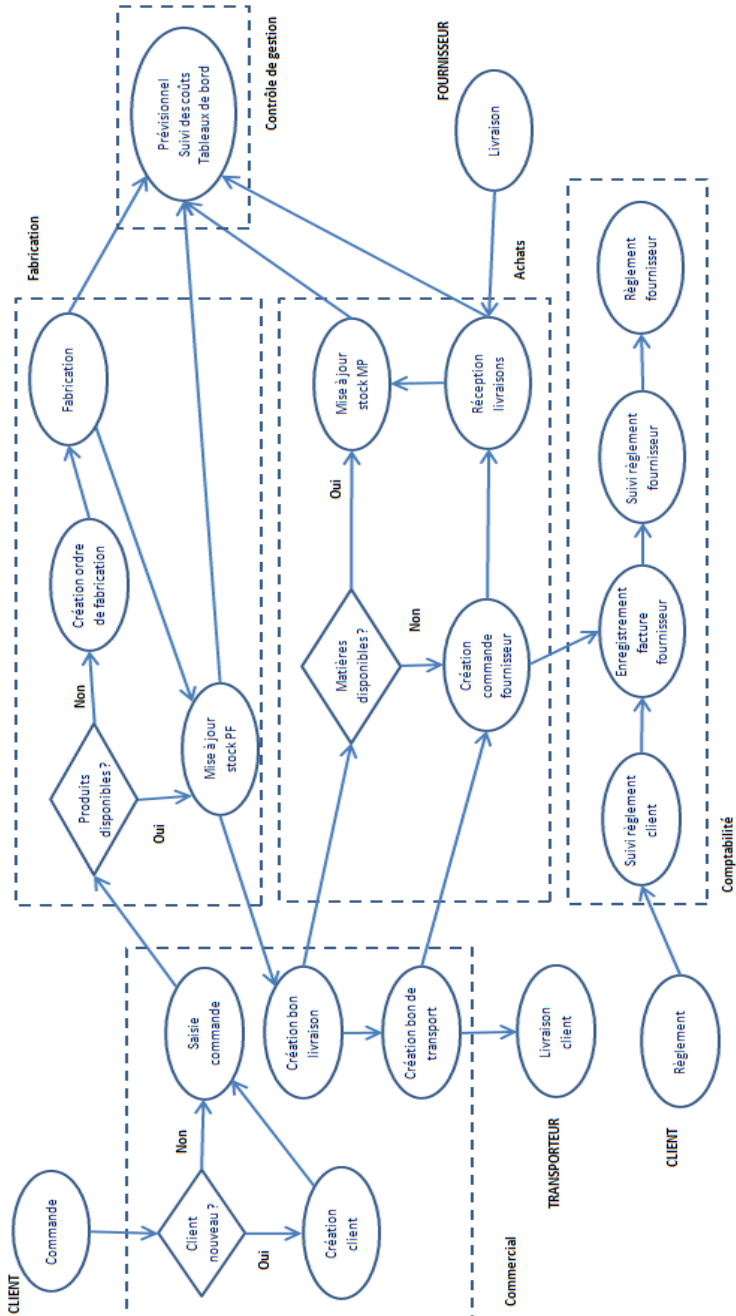 CLIENT
Commande
Client
nouveau ?
Non
Oui
Création
client
Commercial
Saisie
commande
Création bon
livraison
Création bon de
transport
TRANSPORTEUR
Livraison
client
CLIENT
Règlement
Fabrication
Produits
disponibles ?
Non
Oui
Création ordre
de fabrication
Fabrication
Mise à jour
stock PF
Achats
Matières
disponibles ?
Oui
Non
Création
commande
fournisseur
Mise à jour
stock MP
Réception
livraisons
Contrôle de gestion
Prévisionnel
Suivi des coûts
Tableaux de bord
FOURNISSEUR
Livraison
Comptabilité
Suivi règlement
client
Enregistrement
facture
fournisseur
Suivi règlement
fournisseur
Règlement
fournisseur